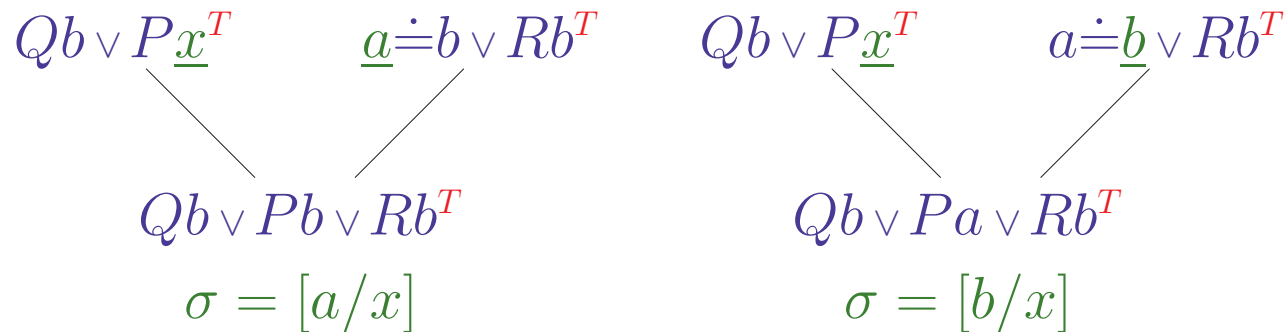 Qb ∨ Px^T a≐b ∨ Rb^T Qb ∨ Px^T a≐b ∨ Rb^T
Qb ∨ Pb ∨ Rb^T Qb ∨ Pa ∨ Rb^T
σ = [a/x] σ = [b/x]